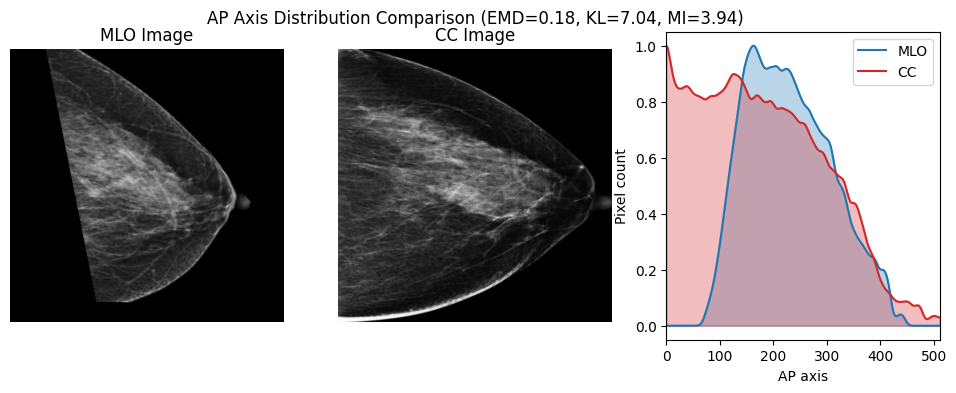 AP Axis Distribution Comparison (EMD=0.18, KL=7.04, MI=3.94)
MLO Image
CC Image
MLO
CC
Pixel count
1.0
0.8
0.6
0.4
0.2
0.0
0 100 200 300 400 500
AP axis